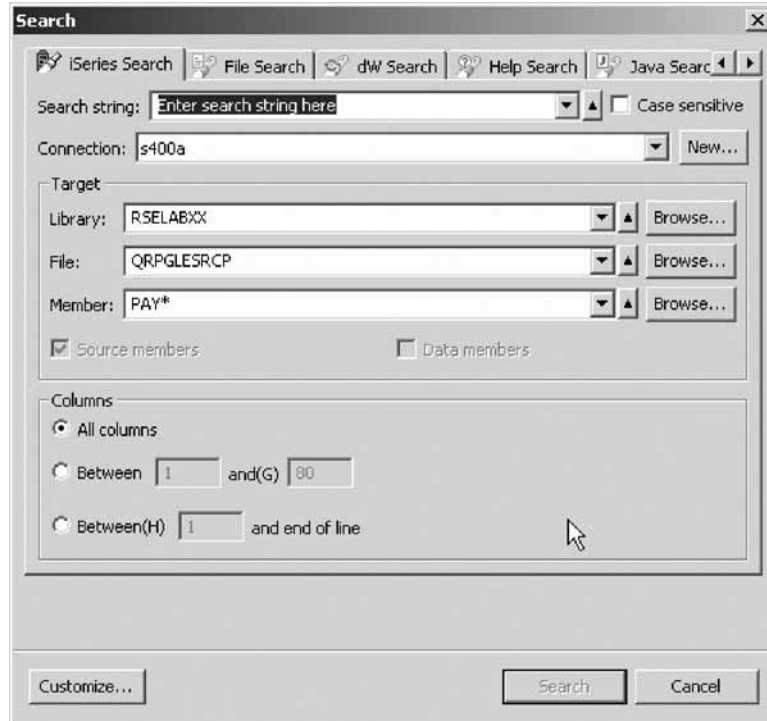 Search
iSeries Search File Search dW Search Help Search Java Searc
Search string: Enter search string here Case sensitive
Connection: s400a New...
Target
Library: RSELABXX Browse...
File: QRPGLESRCP Browse...
Member: PAY* Browse...
Source members Data members
Columns
All columns
Between 1 and(G) 80
Between(H) 1 and end of line
Customize... Search Cancel